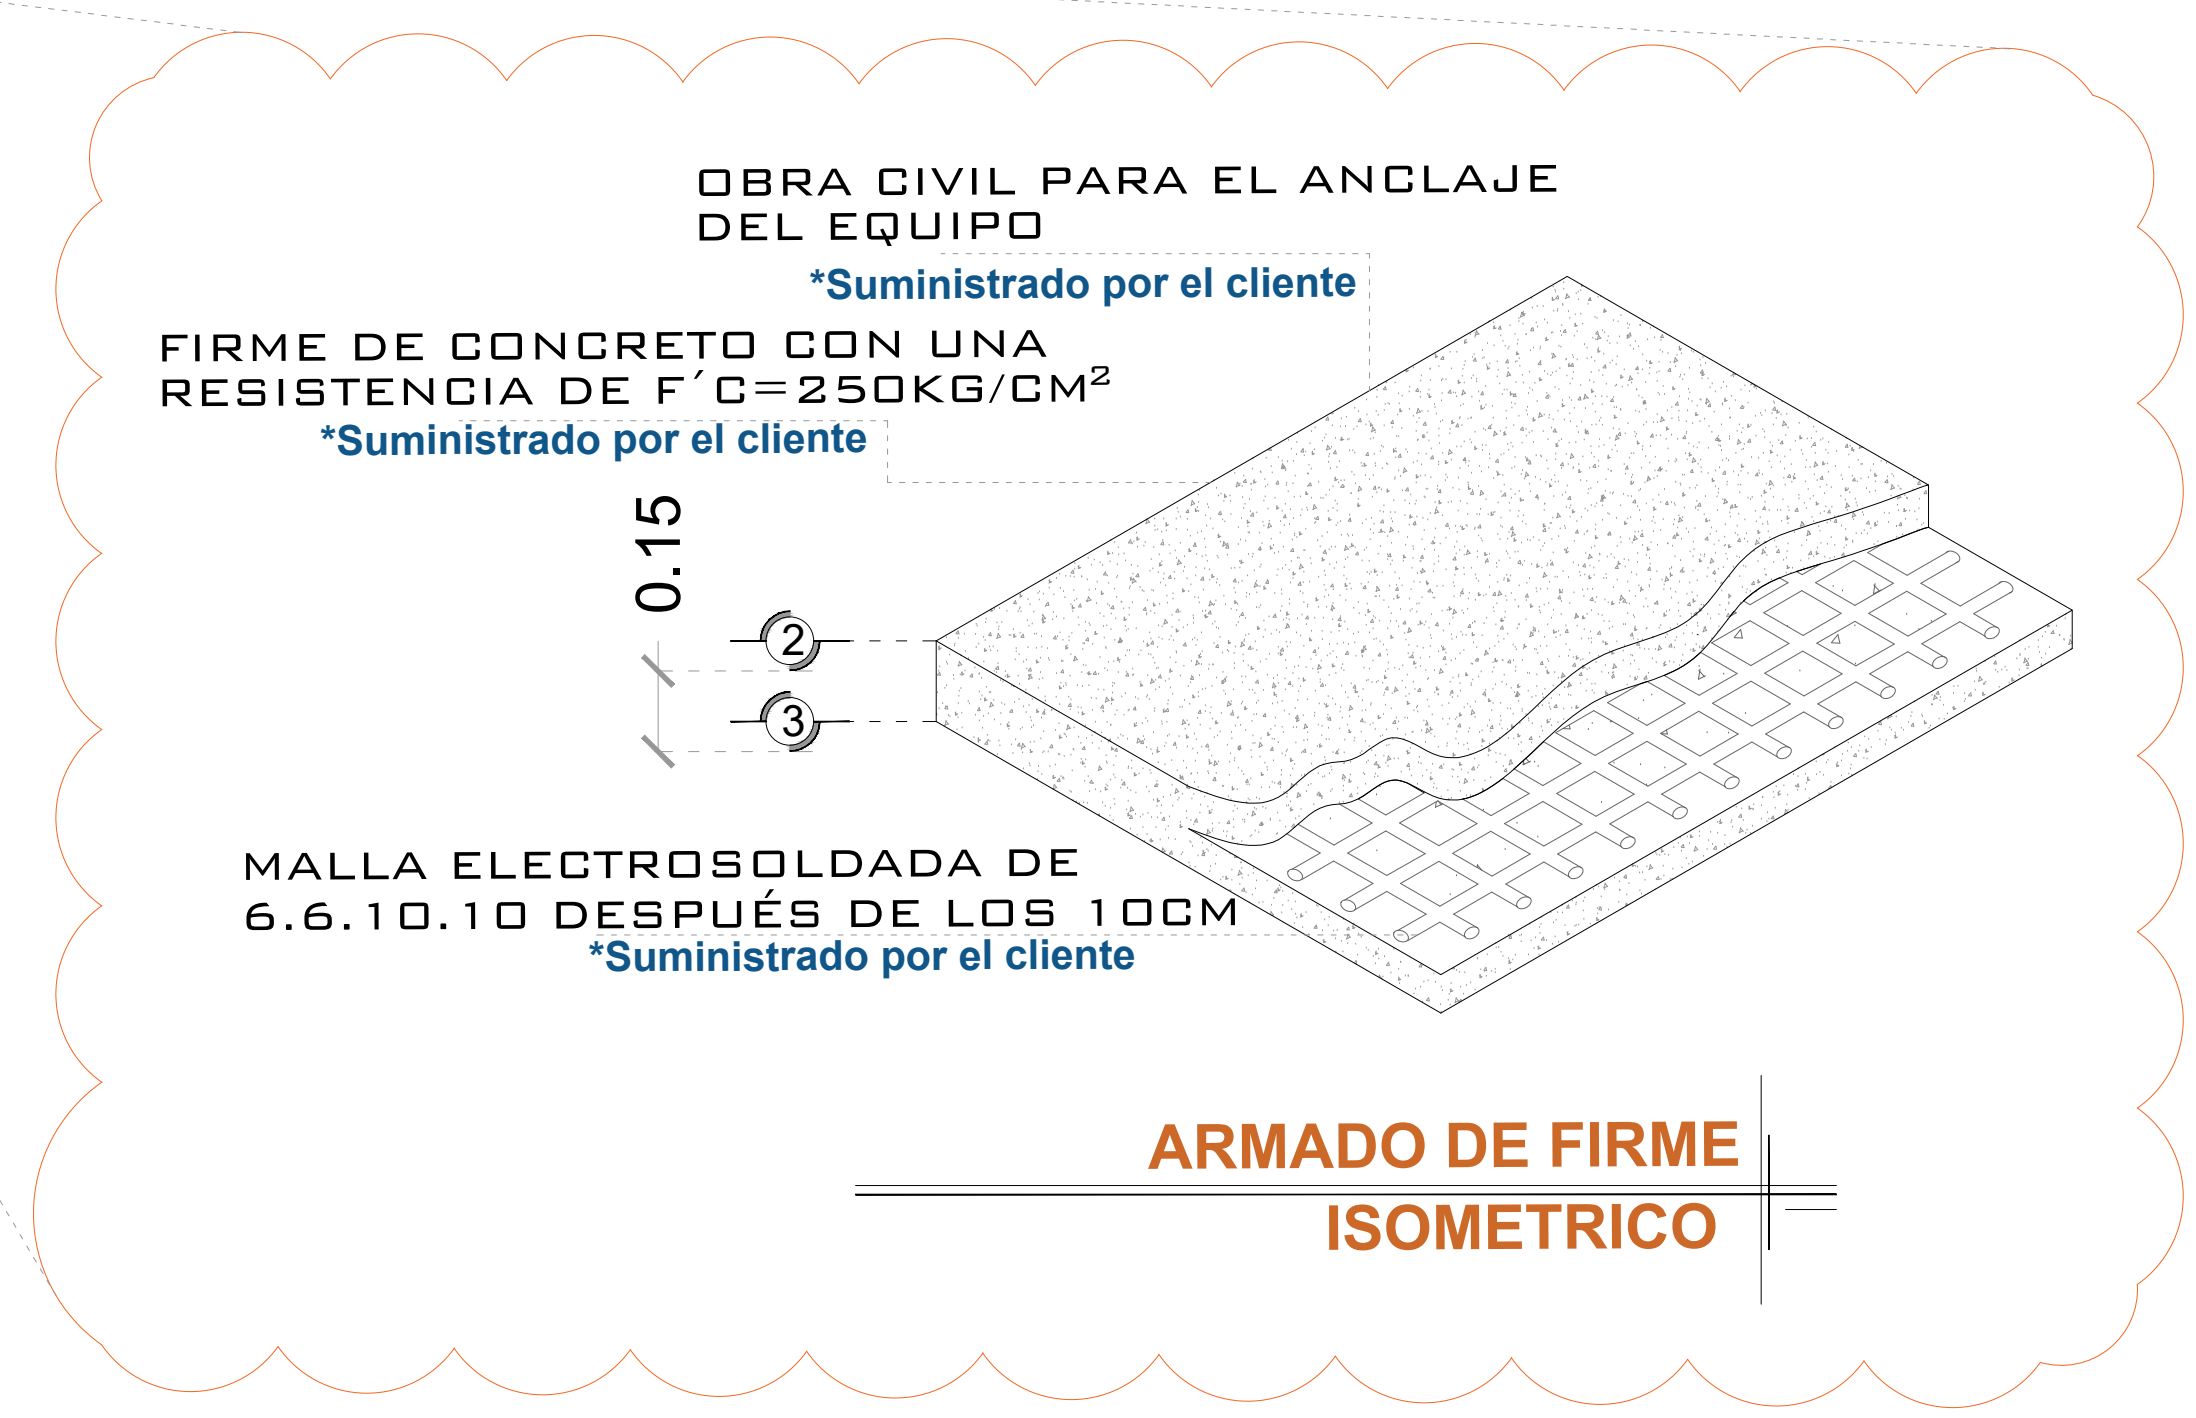 OBRA CIVIL PARA EL ANCLAJE
DEL EQUIPO
*Suministrado por el cliente
FIRME DE CONCRETO CON UNA
RESISTENCIA DE F´C=250KG/CM²
*Suministrado por el cliente
0.15
2
3
MALLA ELECTROSOLDADA DE
6.6.10.10 DESPUÉS DE LOS 10CM
*Suministrado por el cliente
ARMADO DE FIRME
ISOMETRICO